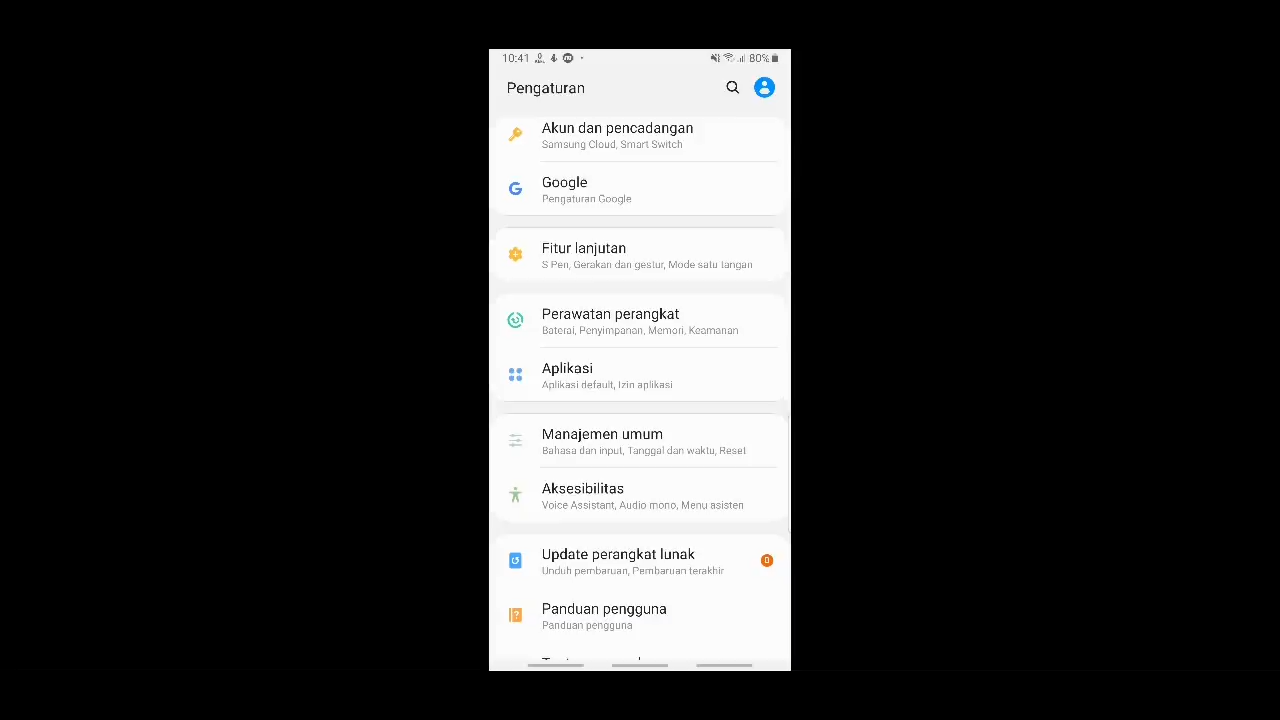 10:41
80%
Pengaturan
Akun dan pencadangan
Samsung Cloud, Smart Switch
Google
Pengaturan Google
Fitur lanjutan
S Pen, Gerakan dan gestur, Mode satu tangan
Perawatan perangkat
Baterai, Penyimpanan, Memori, Keamanan
Aplikasi
Aplikasi default, Izin aplikasi
Manajemen umum
Bahasa dan input, Tanggal dan waktu, Reset
Aksesibilitas
Voice Assistant, Audio mono, Menu asisten
Update perangkat lunak
Unduh pembaruan, Pembaruan terakhir
Panduan pengguna
Panduan pengguna